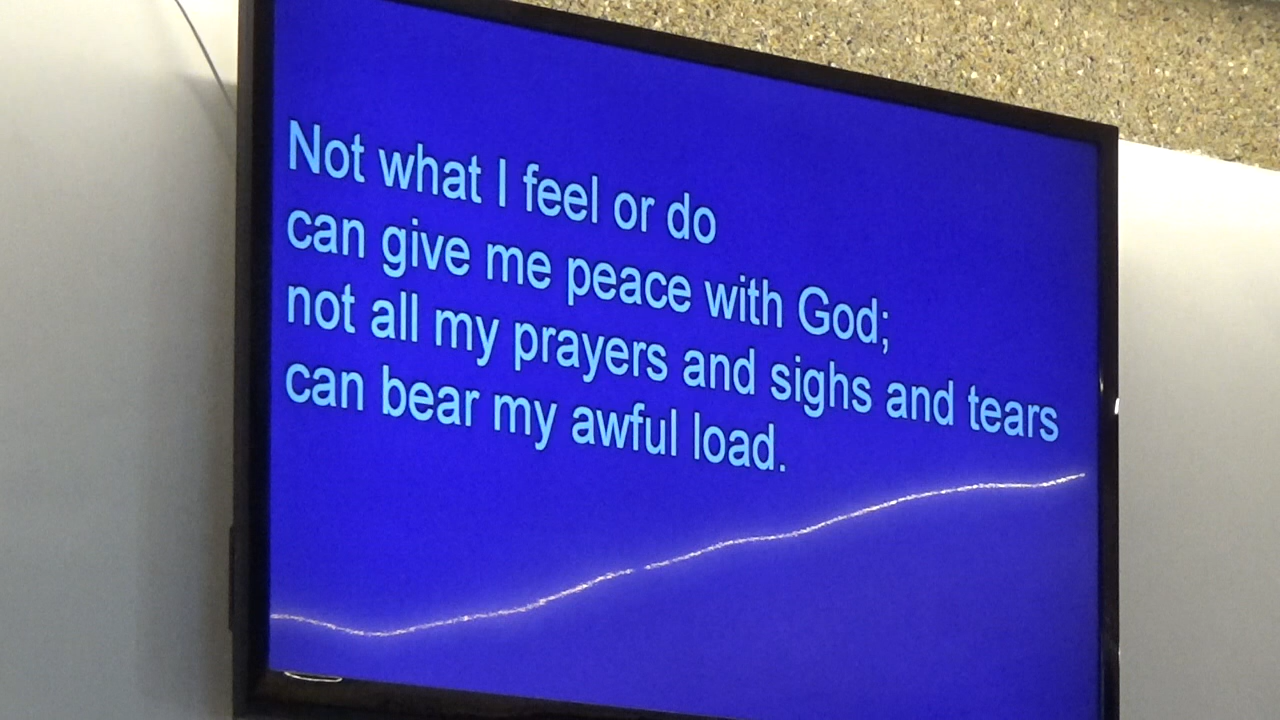 Not what I feel or do
can give me peace with God;
not all my prayers and sighs and tears
can bear my awful load.